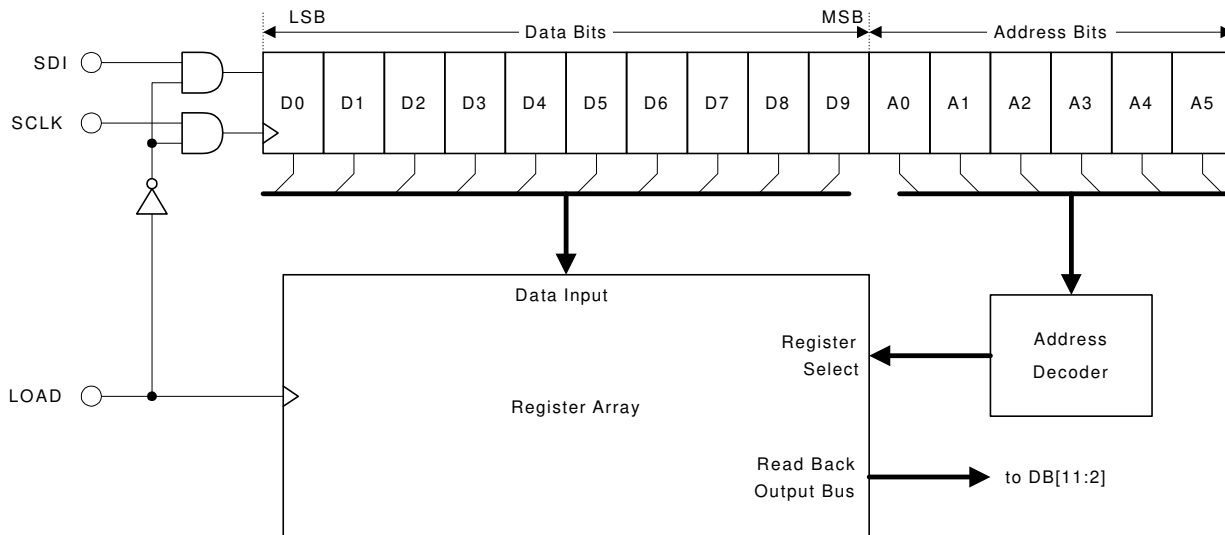 LSB MSB
Data Bits Address Bits
SDI
D0 D1 D2 D3 D4 D5 D6 D7 D8 D9 A0 A1 A2 A3 A4 A5
SCLK
Data Input
Register
Select
Address
Decoder
LOAD
Register Array
Read Back
Output Bus
to DB[11:2]